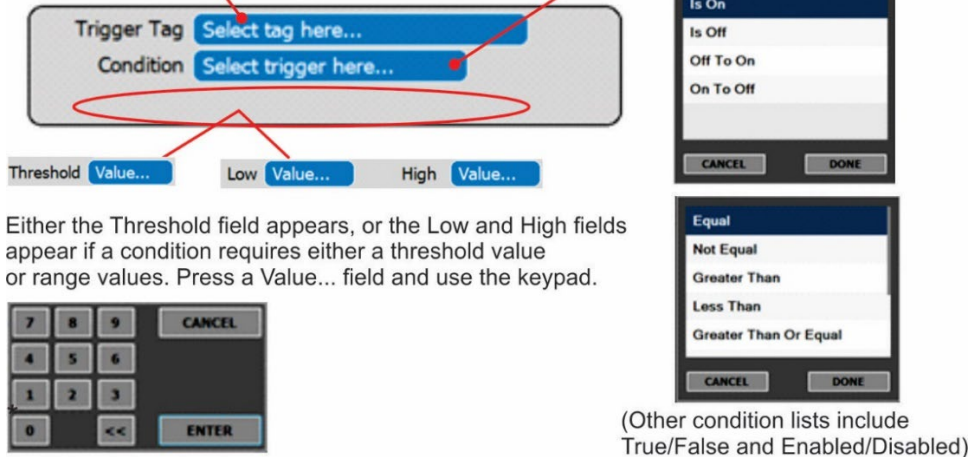 Trigger Tag Select tag here...
Condition Select trigger here...
Threshold Value... Low Value... High Value...
Either the Threshold field appears, or the Low and High fields
appear if a condition requires either a threshold value
or range values. Press a Value... field and use the keypad.
7 8 9 CANCEL
4 5 6
1 2 3
*
0 << ENTER
Is On
Is Off
Off To On
On To Off
CANCEL DONE
Equal
Not Equal
Greater Than
Less Than
Greater Than Or Equal
CANCEL DONE
(Other condition lists include
True/False and Enabled/Disabled)